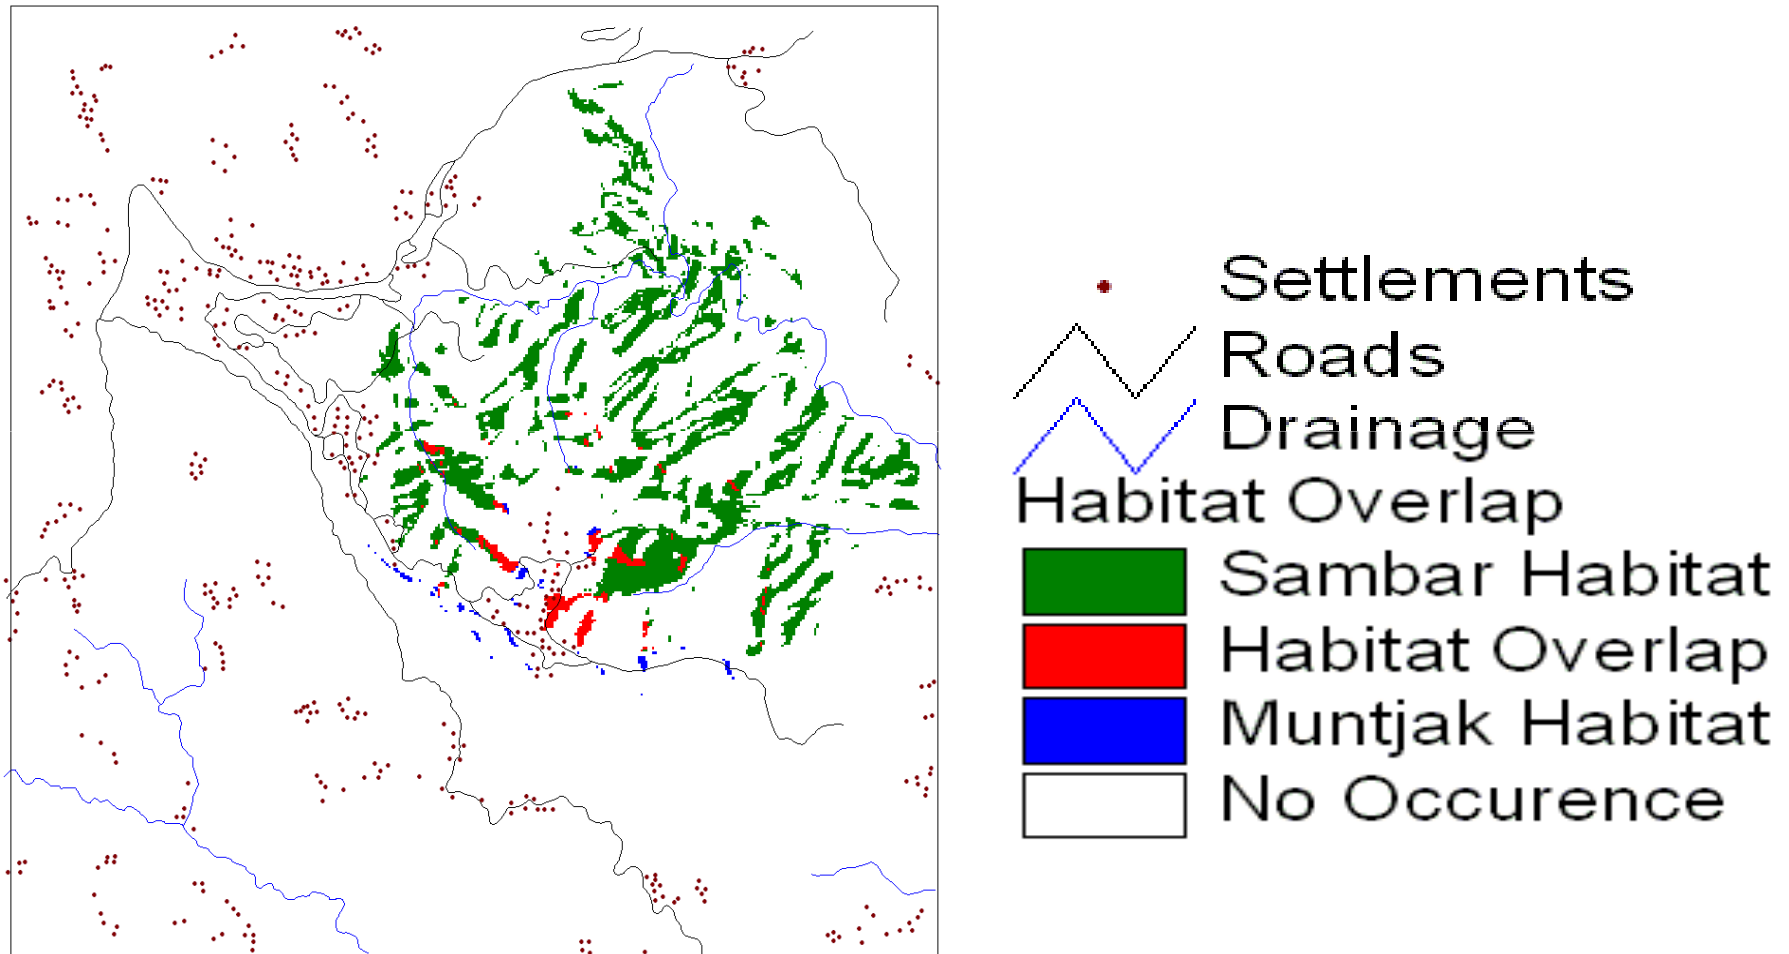 Settlements
Roads
Drainage
Habitat Overlap
Sambar Habitat
Habitat Overlap
Muntjak Habitat
No Occurence